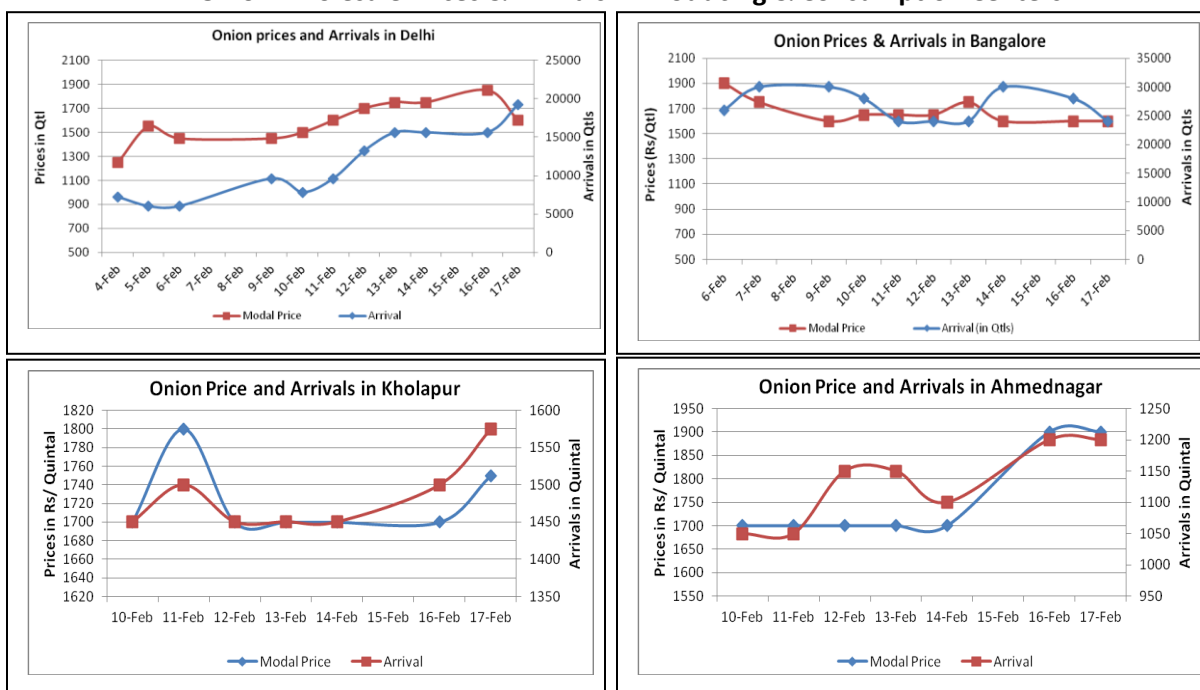 Onion prices and Arrivals in Delhi
2100
1900
1700
1500
1300
1100
900
700
500
Prices in Qtl
25000
20000
15000
10000
5000
0
Arrivals in Qtls
4-Feb
5-Feb
6-Feb
9-Feb
10-Feb
11-Feb
12-Feb
13-Feb
14-Feb
16-Feb
17-Feb
Modal Price
Arrival
Onion Prices & Arrivals in Bangalore
2100
1900
1700
1500
1300
1100
900
700
500
Prices (Rs/Qtl)
35000
30000
25000
20000
15000
10000
5000
0
Arrivals in Qtls
6-Feb
7-Feb
9-Feb
10-Feb
11-Feb
12-Feb
13-Feb
14-Feb
15-Feb
16-Feb
17-Feb
Modal Price
Arrival (in Qtls)
Onion Price and Arrivals in Kholapur
1820
1800
1780
1760
1740
1720
1700
1680
1660
1640
1620
Prices in Rs/ Quintal
1600
1550
1500
1450
1400
1350
Arrivals in Quintal
10-Feb 11-Feb 12-Feb 13-Feb 14-Feb 15-Feb 16-Feb 17-Feb
Modal Price
Arrival
Onion Price and Arrivals in Ahmednagar
1950
1900
1850
1800
1750
1700
1650
1600
1550
Prices in Rs/ Quintal
1250
1200
1150
1100
1050
1000
950
Arrivals in Quintal
10-Feb 11-Feb 12-Feb 13-Feb 14-Feb 15-Feb 16-Feb 17-Feb
Modal Price
Arrival